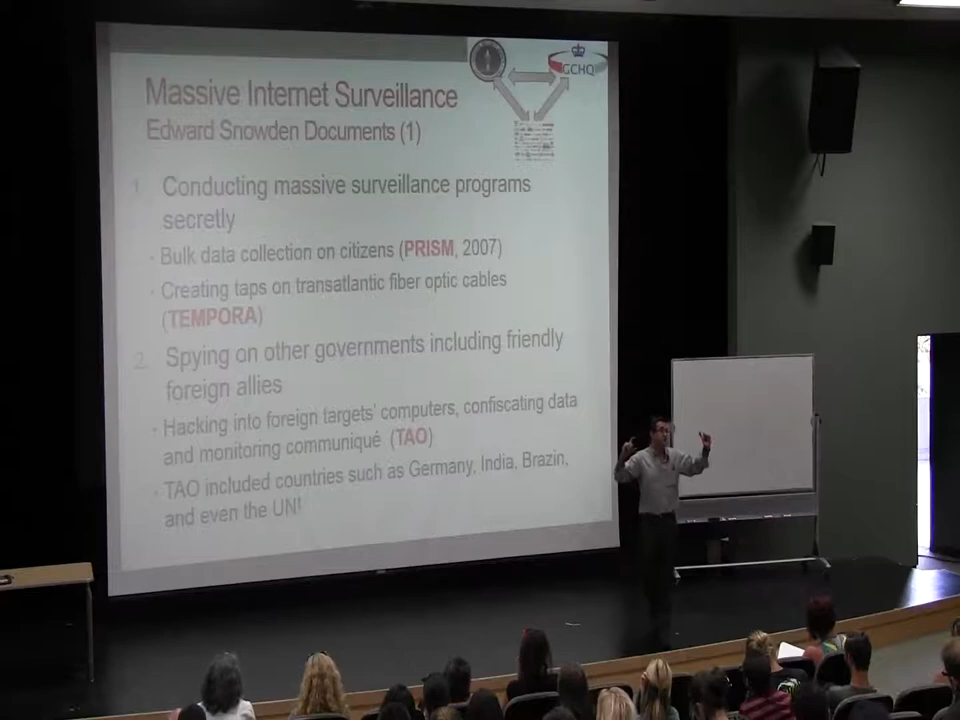 Massive Internet Surveillance
Edward Snowden Documents (1)
GCHQ
1. Conducting massive surveillance programs
secretly
· Bulk data collection on citizens (PRISM, 2007)
· Creating taps on transatlantic fiber optic cables
(TEMPORA)
2. Spying on other governments including friendly
foreign allies
· Hacking into foreign targets' computers, confiscating data
and monitoring communiqué (TAO)
· TAO included countries such as Germany, India, Brazin,
and even the UN!